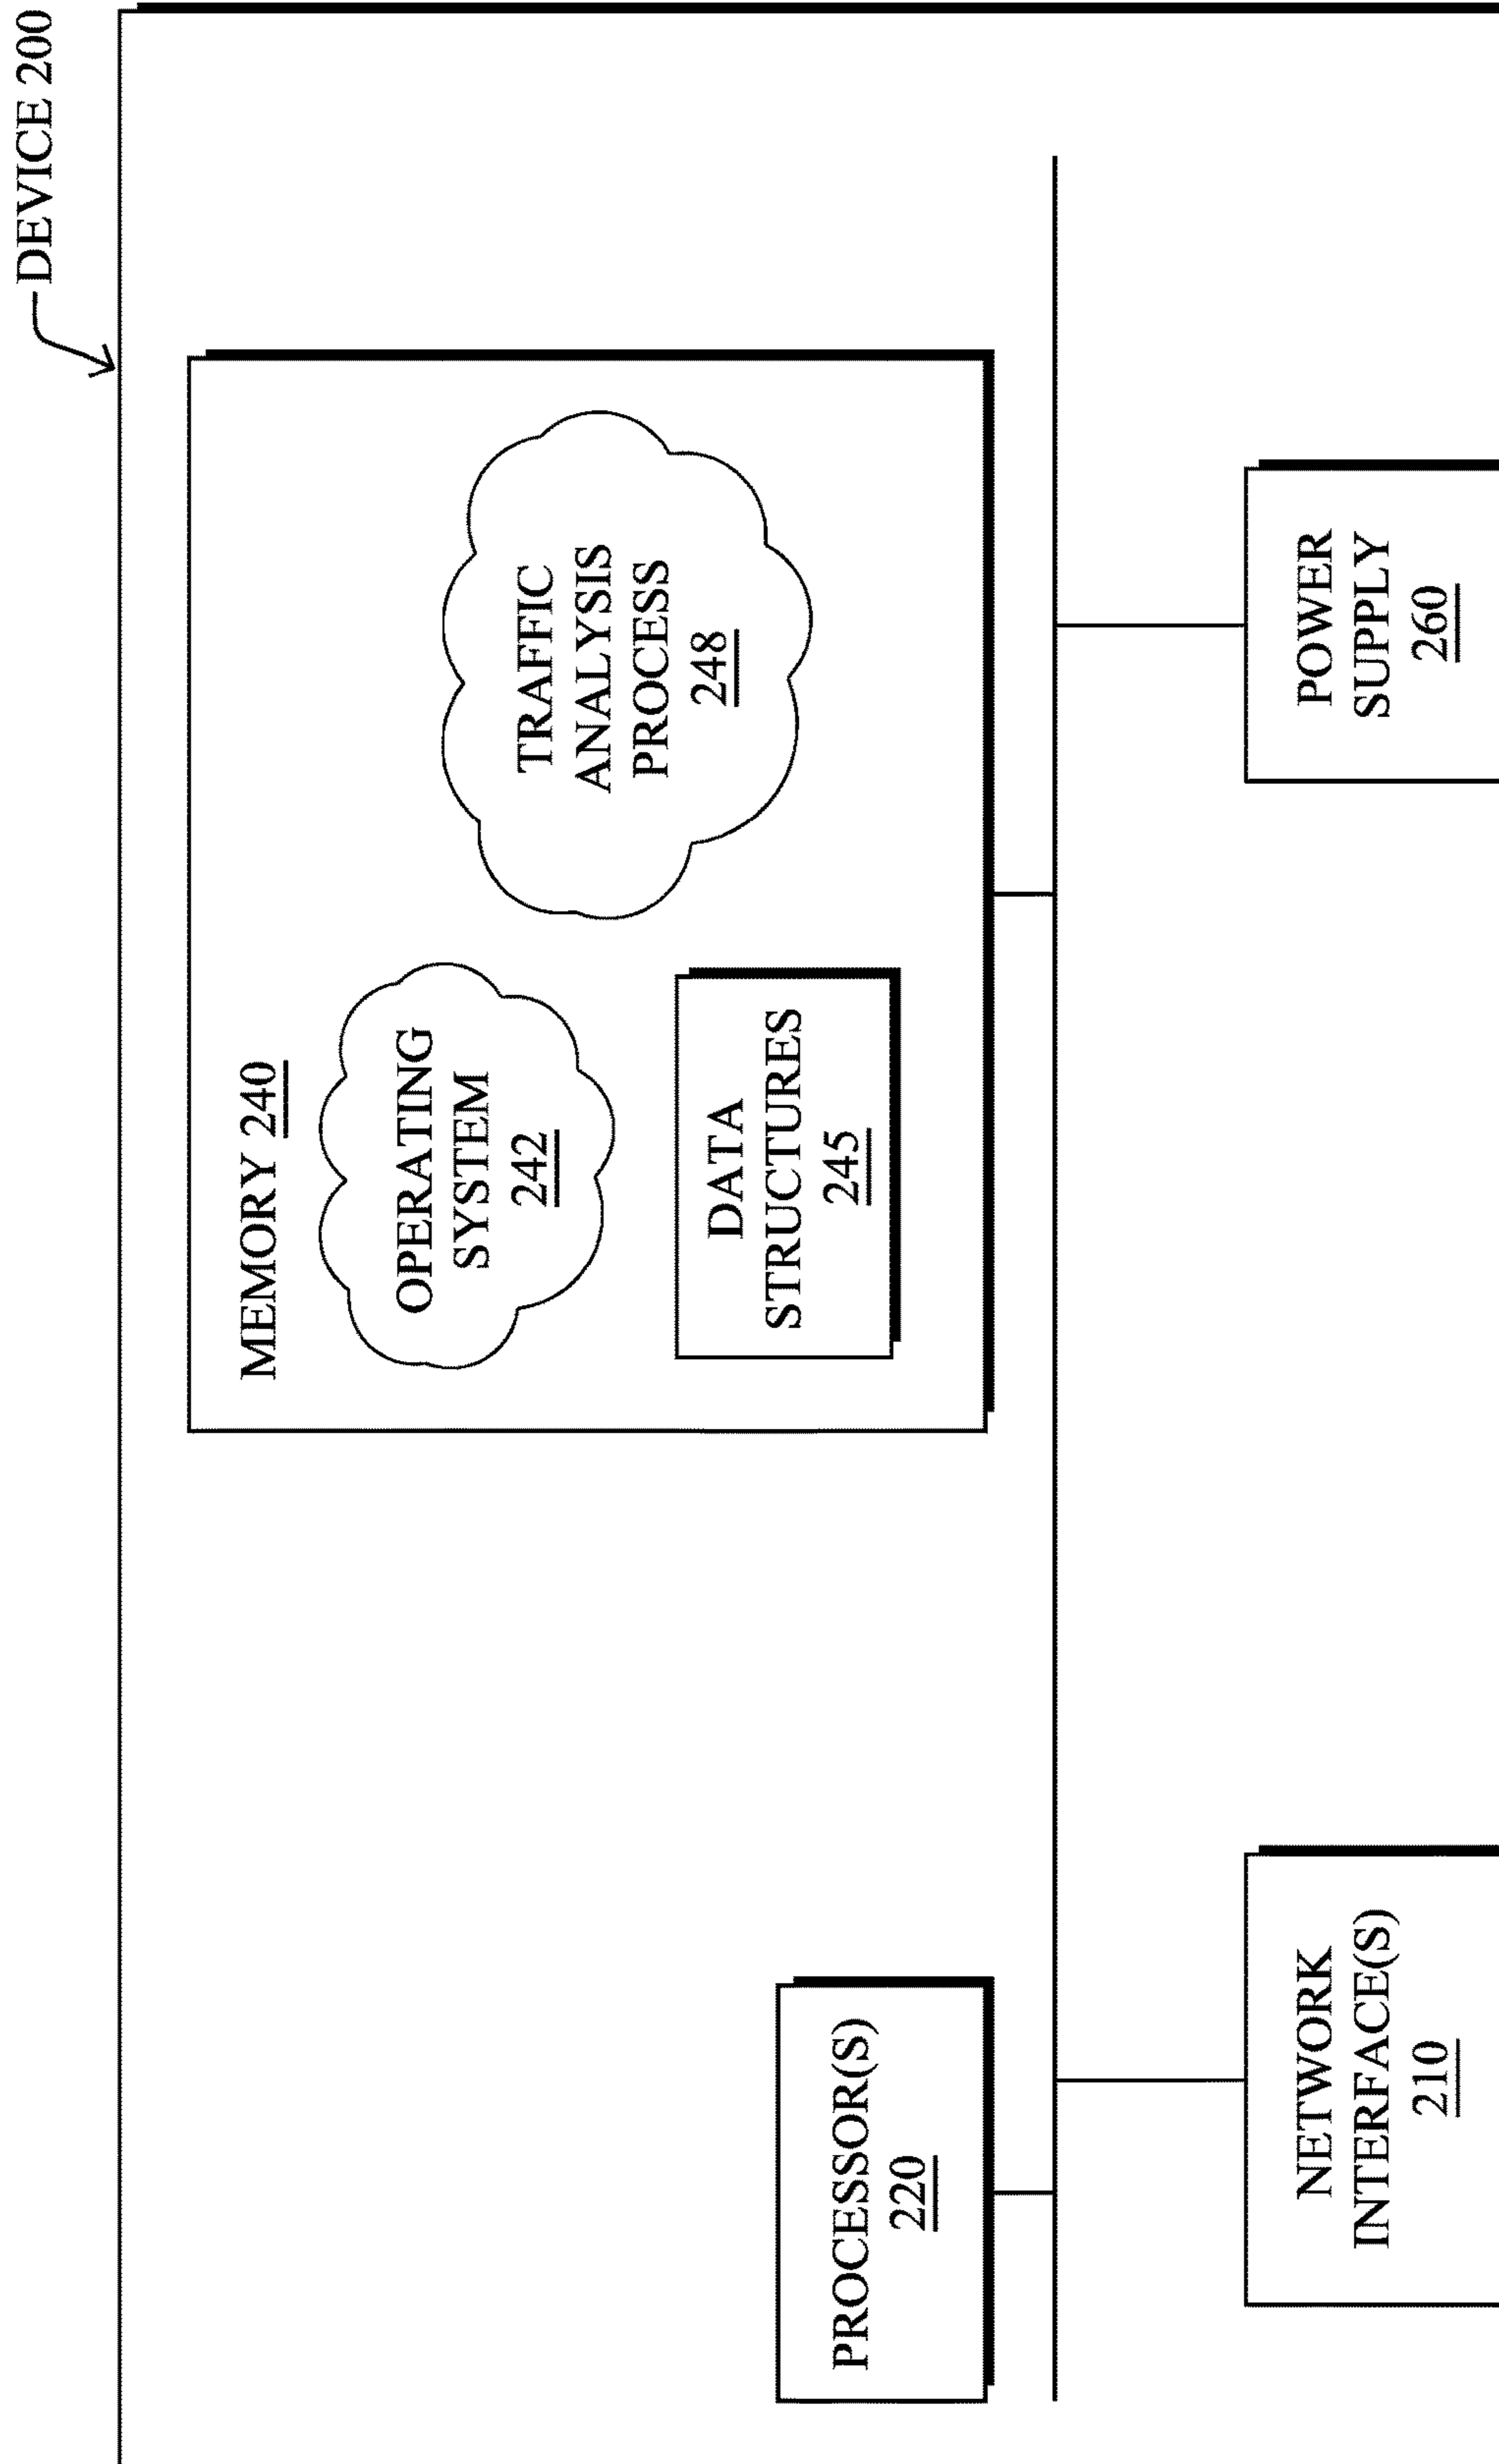 DEVICE 200
MEMORY 240
OPERATING
SYSTEM
242
TRAFFIC
ANALYSIS
PROCESS
248
DATA
STRUCTURES
245
PROCESSOR(S)
220
NETWORK
INTERFACE(S)
210
POWER
SUPPLY
260